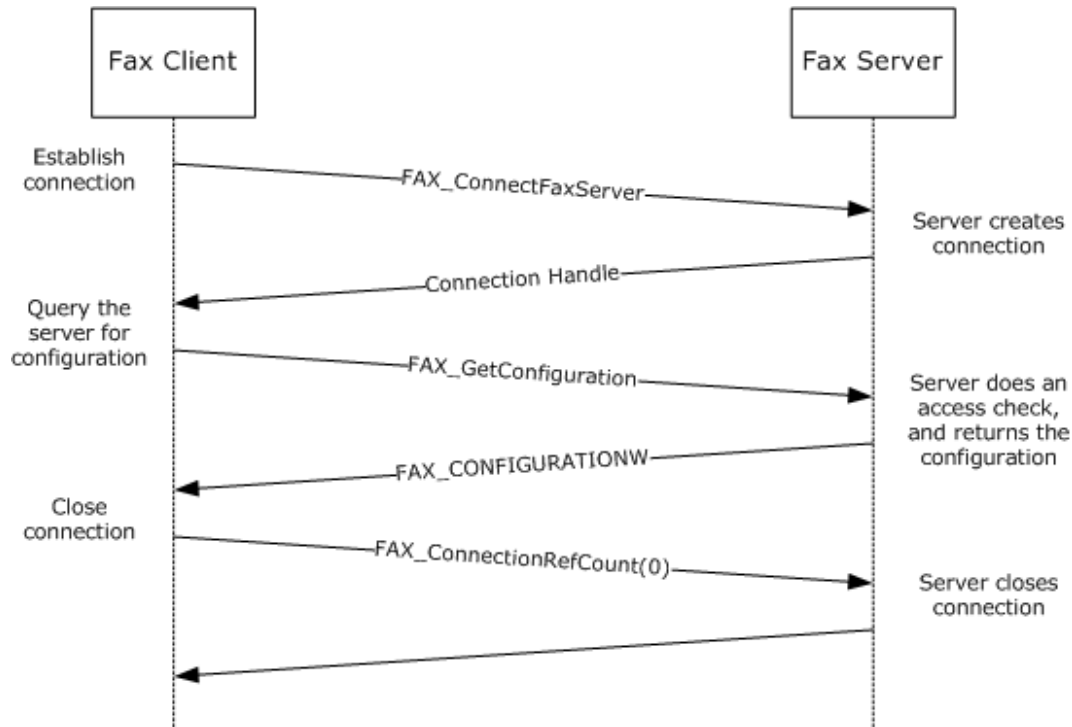 Fax Client
Fax Server
Establish
connection
FAX_ConnectFaxServer
Server creates
connection
Connection Handle
Query the
server for
configuration
FAX_GetConfiguration
Server does an
access check,
and returns the
configuration
FAX_CONFIGURATIONW
Close
connection
FAX_ConnectionRefCount(0)
Server closes
connection